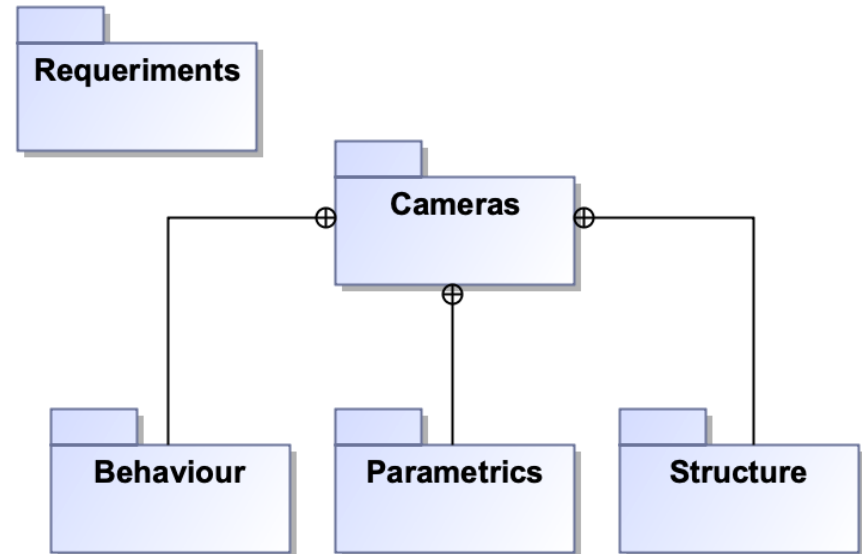 Requeriments
Cameras
Behaviour
Parametrics
Structure